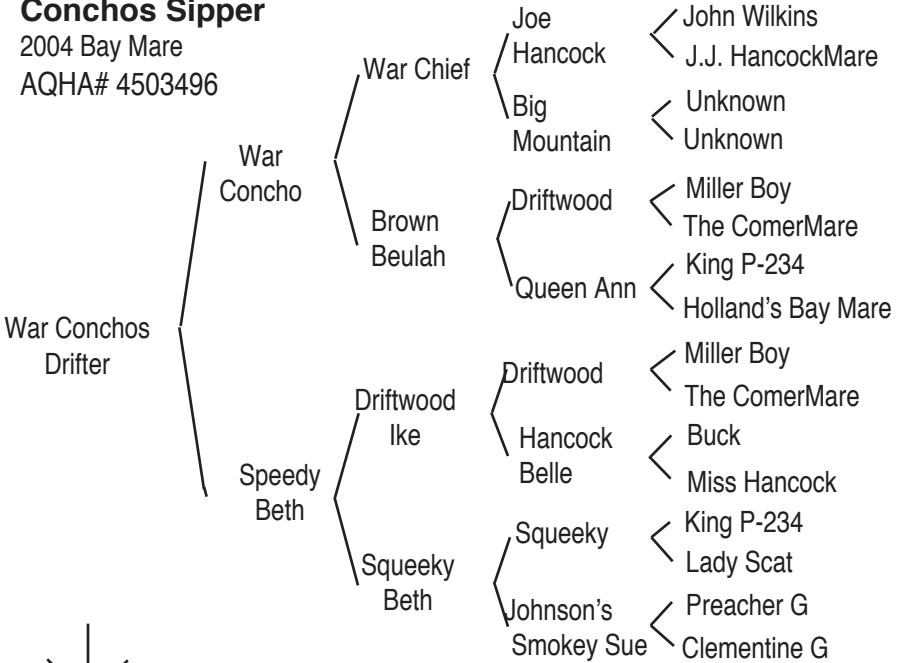 Conchos Sipper
2004 Bay Mare
AQHA# 4503496
War Conchos
Drifter
War
Concho
Speedy
Beth
War Chief
Brown
Beulah
Driftwood
Ike
Squeeky
Beth
Joe
Hancock
Big
Mountain
Driftwood
Queen Ann
Driftwood
Hancock
Belle
Squeeky
Johnson's
Smokey Sue
John Wilkins
J.J. HancockMare
Unknown
Unknown
Miller Boy
The ComerMare
King P-234
Holland's Bay Mare
Miller Boy
The ComerMare
Buck
Miss Hancock
King P-234
Lady Scat
Preacher G
Clementine G